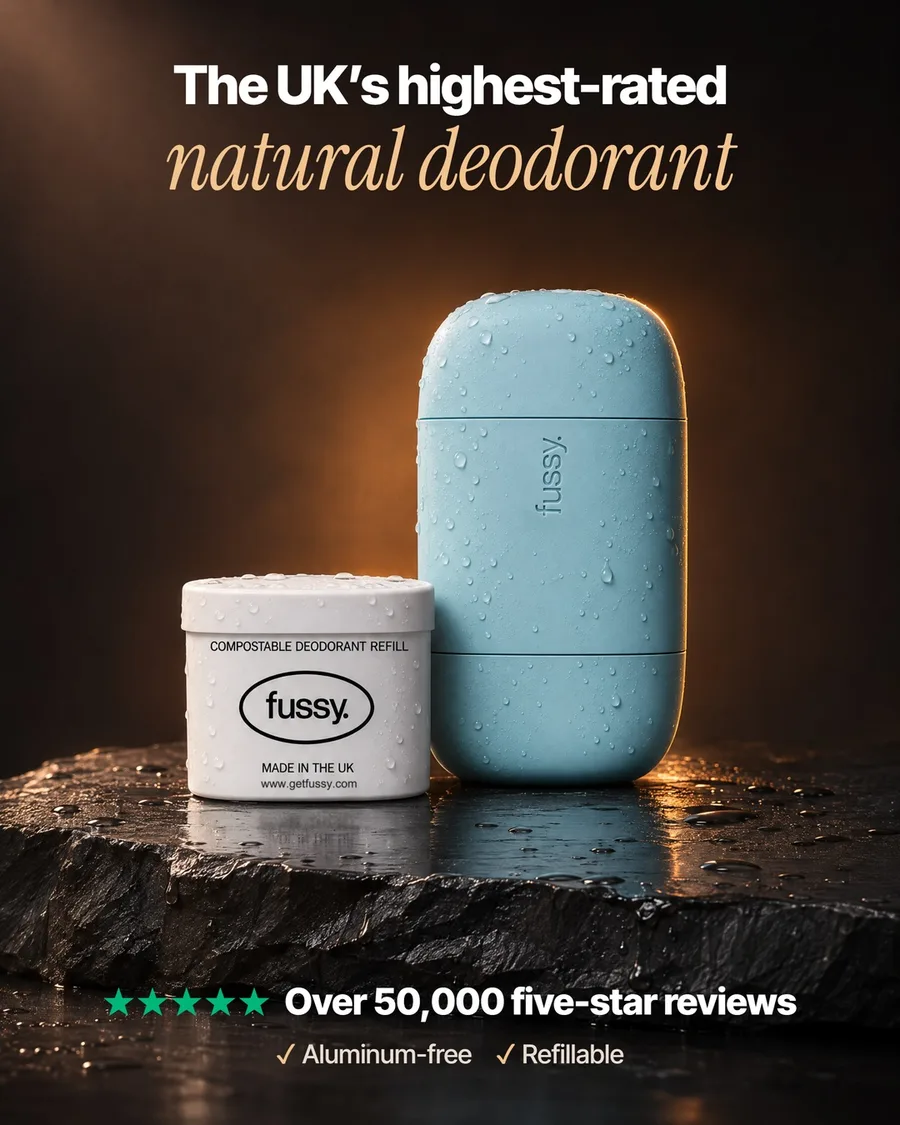 The UK’s highest-rated
natural deodorant
fussy.
COMPOSTABLE DEODORANT REFILL
fussy.
MADE IN THE UK
www.getfussy.com
★★★★★ Over 50,000 five-star reviews
✓ Aluminum-free ✓ Refillable